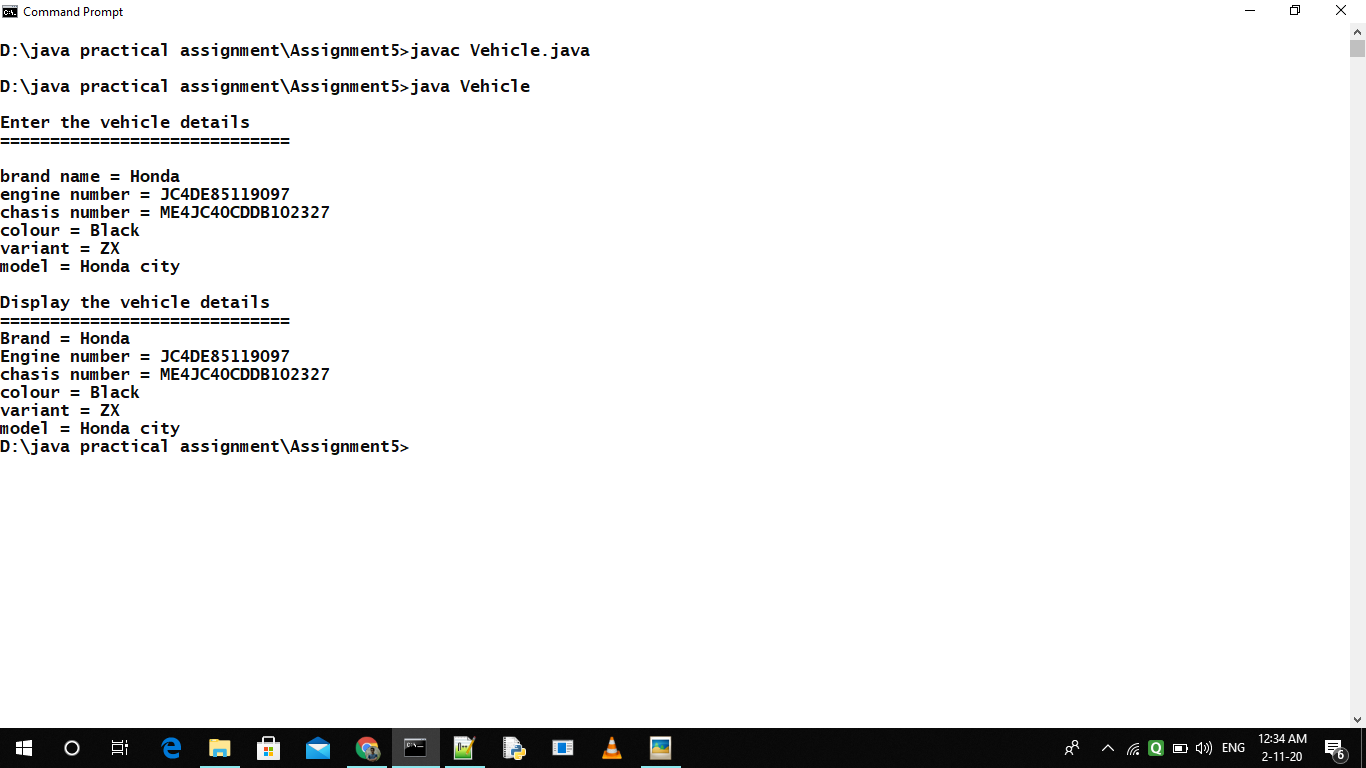 Command Prompt
D:\java practical assignment\Assignment5>javac Vehicle.java
D:\java practical assignment\Assignment5>java Vehicle
Enter the vehicle details
=============================
brand name = Honda
engine number = JC4DE85119097
chasis number = ME4JC40CDDB102327
colour = Black
variant = ZX
model = Honda city
Display the vehicle details
=============================
Brand = Honda
Engine number = JC4DE85119097
chasis number = ME4JC40CDDB102327
colour = Black
variant = ZX
model = Honda city
D:\java practical assignment\Assignment5>
ENG
12:34 AM
2-11-20
6